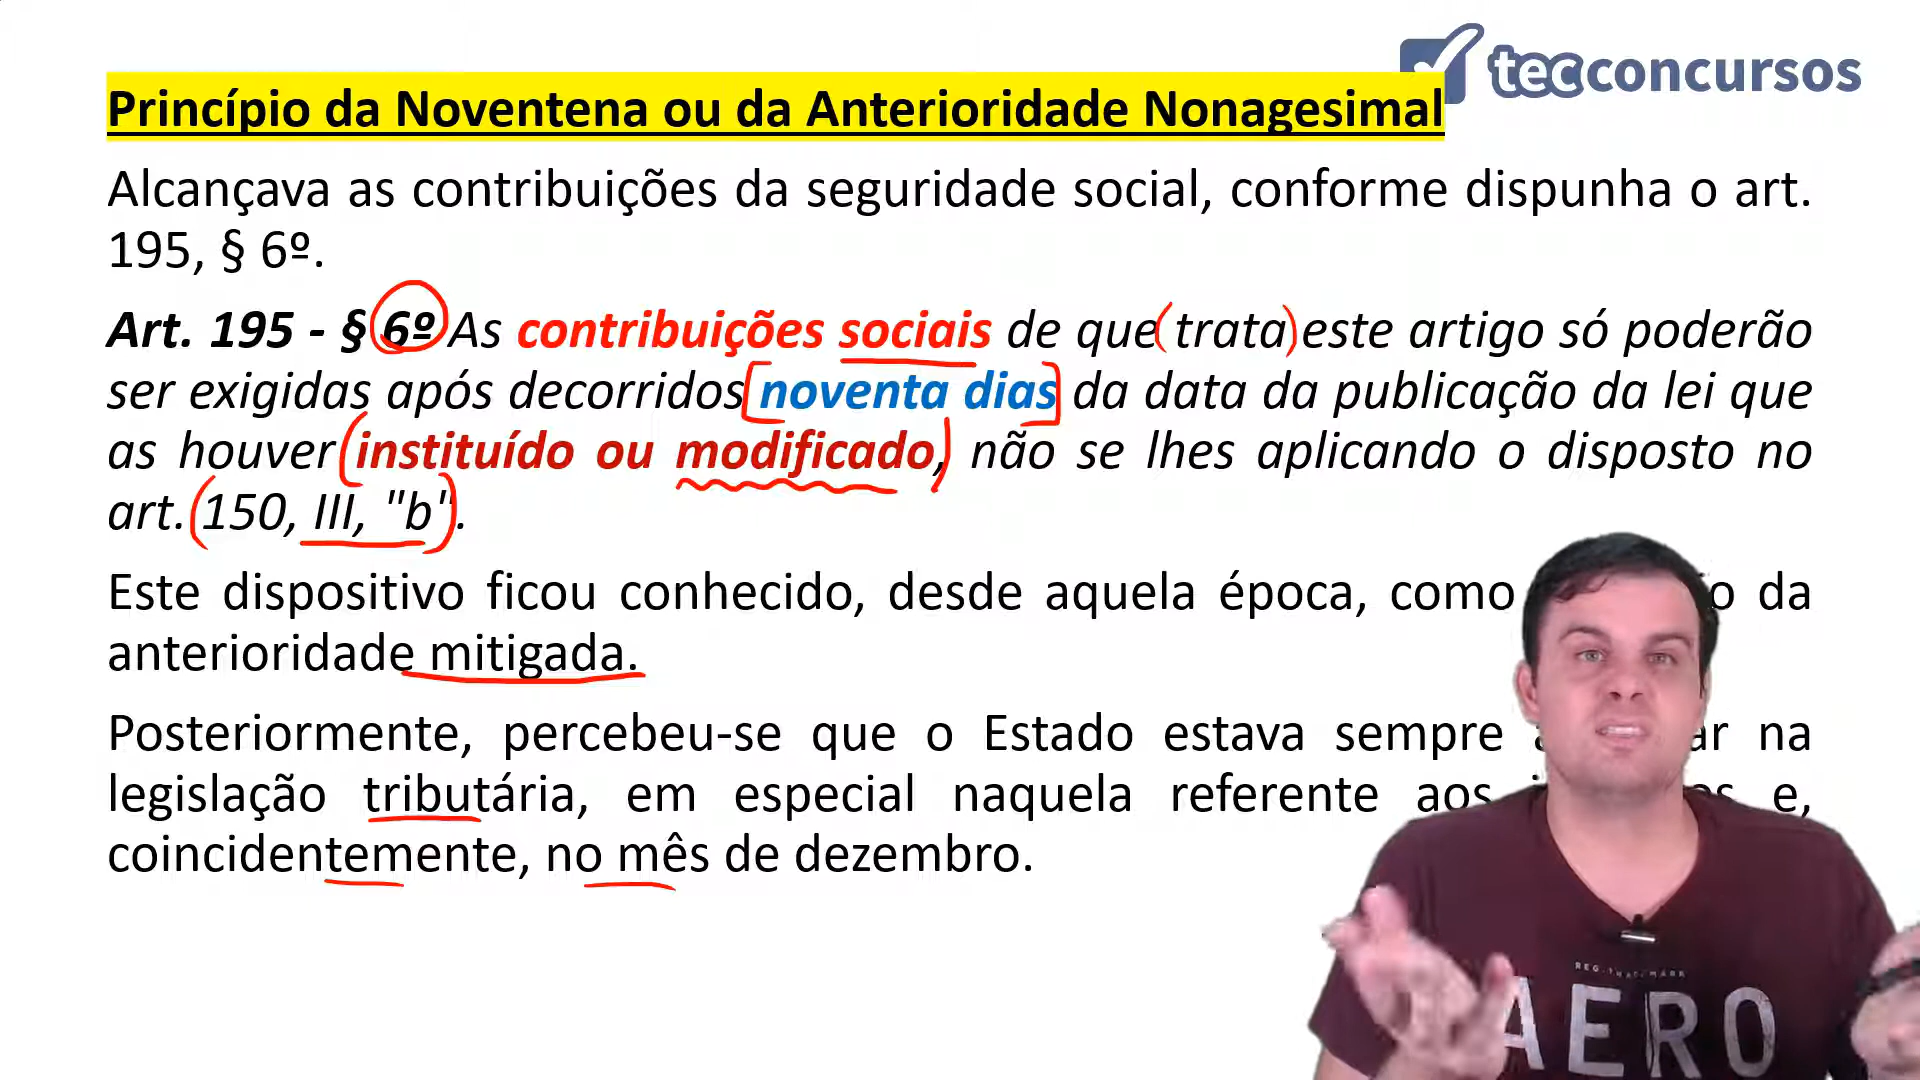 tecconcursos
Princípio da Noventena ou da Anterioridade Nonagesimal
Alcançava as contribuições da seguridade social, conforme dispunha o art.
195, § 6º.
Art. 195 - § 6º As contribuições sociais de que trata este artigo só poderão
ser exigidas após decorridos noventa dias da data da publicação da lei que
as houver instituído ou modificado, não se lhes aplicando o disposto no
art. 150, III, "b".
Este dispositivo ficou conhecido, desde aquela época, como da
anterioridade mitigada.
Posteriormente, percebeu-se que o Estado estava sempre na
legislação tributária, em especial naquela referente aos e,
coincidentemente, no mês de dezembro.
AERO